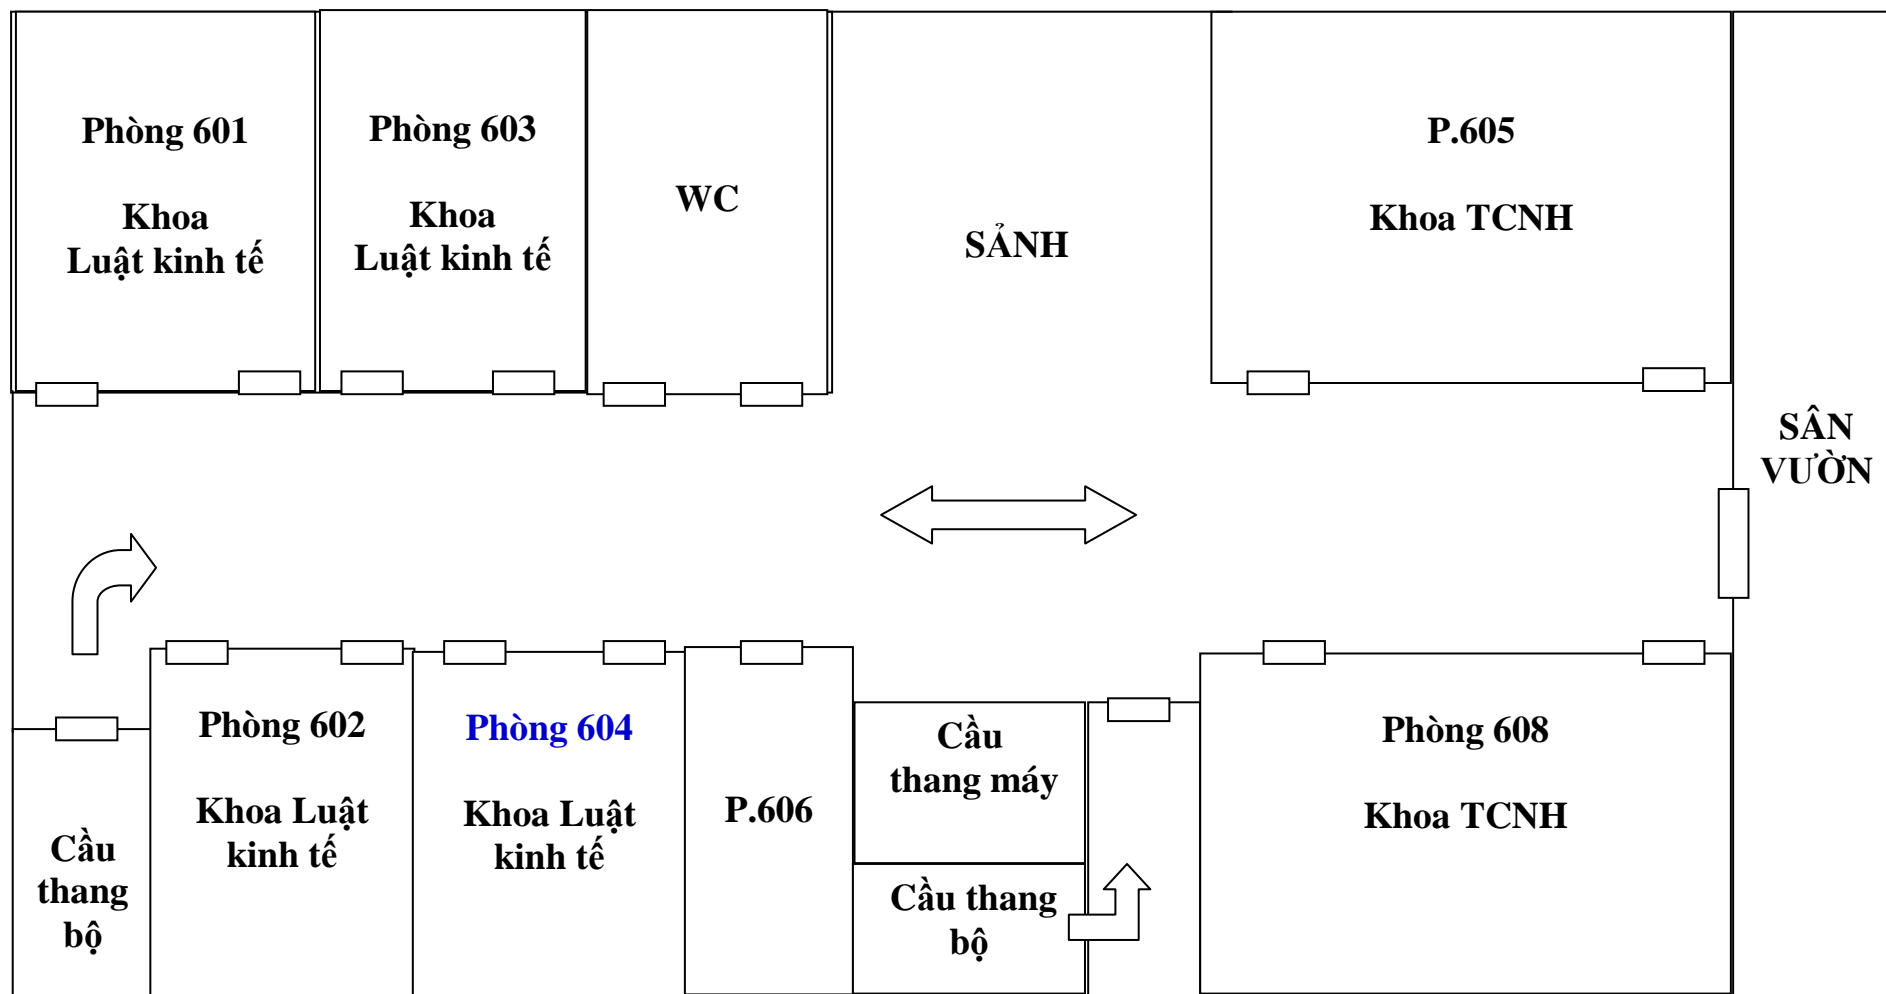 Phòng 601
Khoa
Luật kinh tế
Phòng 603
Khoa
Luật kinh tế
WC
SẢNH
P.605
Khoa TCNH
SÂN
VƯỜN
Cầu
thang
bộ
Phòng 602
Khoa Luật
kinh tế
Phòng 604
Khoa Luật
kinh tế
P.606
Cầu
thang máy
Cầu thang
bộ
Phòng 608
Khoa TCNH